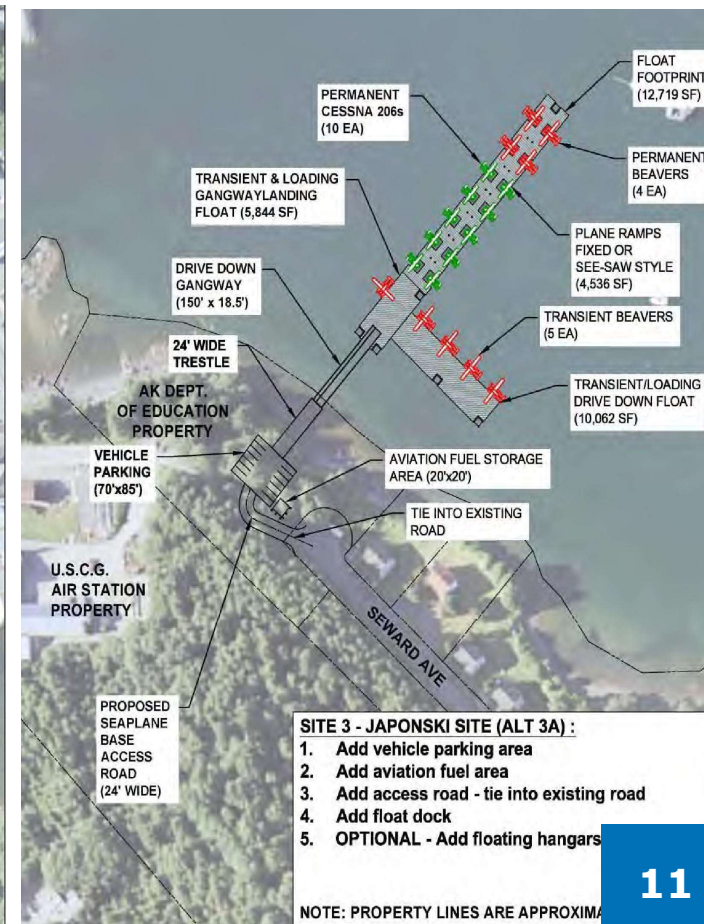 FLOAT
FOOTPRINT
(12,719 SF)
PERMANENT
CESSNA 206s
(10 EA)
PERMANENT
BEAVERS
(4 EA)
TRANSIENT & LOADING
GANGWAYLANDING
FLOAT (5,844 SF)
PLANE RAMPS
FIXED OR
SEE-SAW STYLE
(4,536 SF)
DRIVE DOWN
GANGWAY
(150' x 18.5')
TRANSIENT BEAVERS
(5 EA)
24' WIDE
TRESTLE
TRANSIENT/LOADING
DRIVE DOWN FLOAT
(10,062 SF)
AK DEPT.
OF EDUCATION
PROPERTY
VEHICLE
PARKING
(70'x85')
AVIATION FUEL STORAGE
AREA (20'x20')
TIE INTO EXISTING
ROAD
U.S.C.G.
AIR STATION
PROPERTY
SEWARD AVE
PROPOSED
SEAPLANE
BASE
ACCESS
ROAD
(24' WIDE)
SITE 3 - JAPONSKI SITE (ALT 3A) :
1. Add vehicle parking area
2. Add aviation fuel area
3. Add access road - tie into existing road
4. Add float dock
5. OPTIONAL - Add floating hangars
NOTE: PROPERTY LINES ARE
11